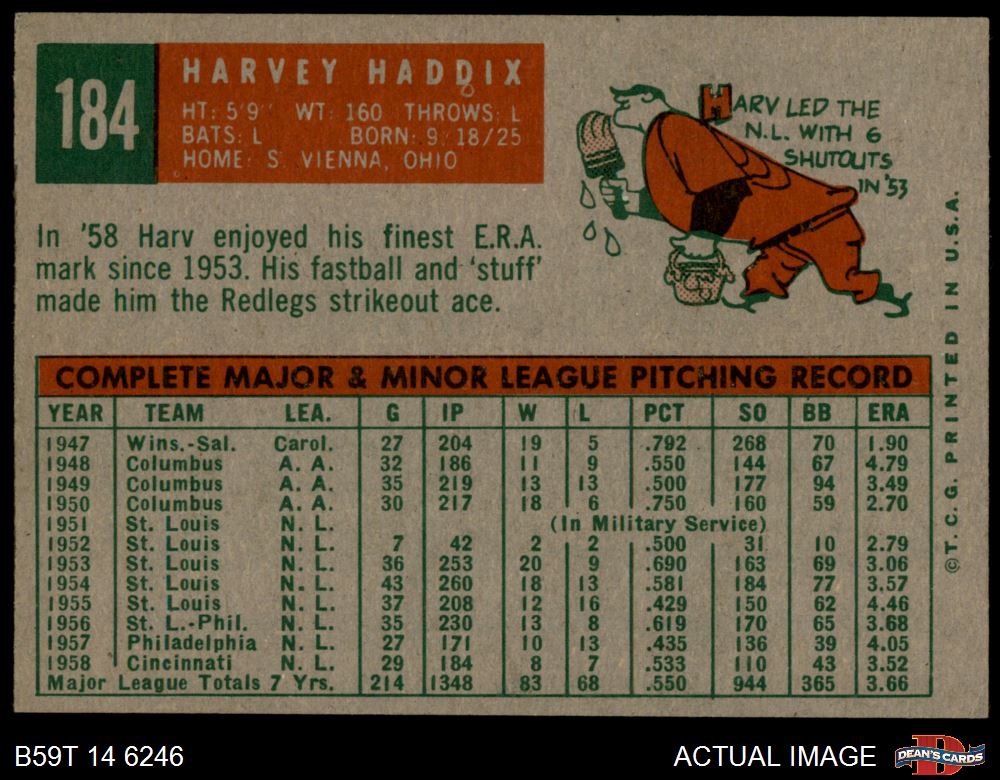 184
HARVEY HADDIX
HT: 5'9" WT: 160 THROWS: L
BATS: L BORN: 9/18/25
HOME: S. VIENNA, OHIO
HARV LED THE
N.L. WITH 6
SHUTOUTS
IN '53
In '58 Harv enjoyed his finest E.R.A.
mark since 1953. His fastball and 'stuff'
made him the Redlegs strikeout ace.
COMPLETE MAJOR & MINOR LEAGUE PITCHING RECORD
YEAR TEAM LEA. G IP W L PCT SO BB ERA
1947 Wins.-Sal. Carol. 27 204 19 5 .792 268 70 1.90
1948 Columbus A. A. 32 186 11 9 .550 144 67 4.79
1949 Columbus A. A. 35 219 13 13 .500 177 94 3.49
1950 Columbus A. A. 30 217 18 6 .750 160 59 2.70
1951 St. Louis N. L. (In Military Service)
1952 St. Louis N. L. 7 42 2 2 .500 31 10 2.79
1953 St. Louis N. L. 36 253 20 9 .690 163 69 3.06
1954 St. Louis N. L. 43 260 18 13 .581 184 77 3.57
1955 St. Louis N. L. 37 208 12 16 .429 150 62 4.46
1956 St. L.-Phil. N. L. 35 230 13 8 .619 170 65 3.68
1957 Philadelphia N. L. 27 171 10 13 .435 136 39 4.05
1958 Cincinnati N. L. 29 184 8 7 .533 110 43 3.52
Major League Totals 7 Yrs. 214 1348 83 68 .550 944 365 3.66
©T.C.G. PRINTED IN U.S.A.
B59T 14 6246
ACTUAL IMAGE
DEAN'S CARDS